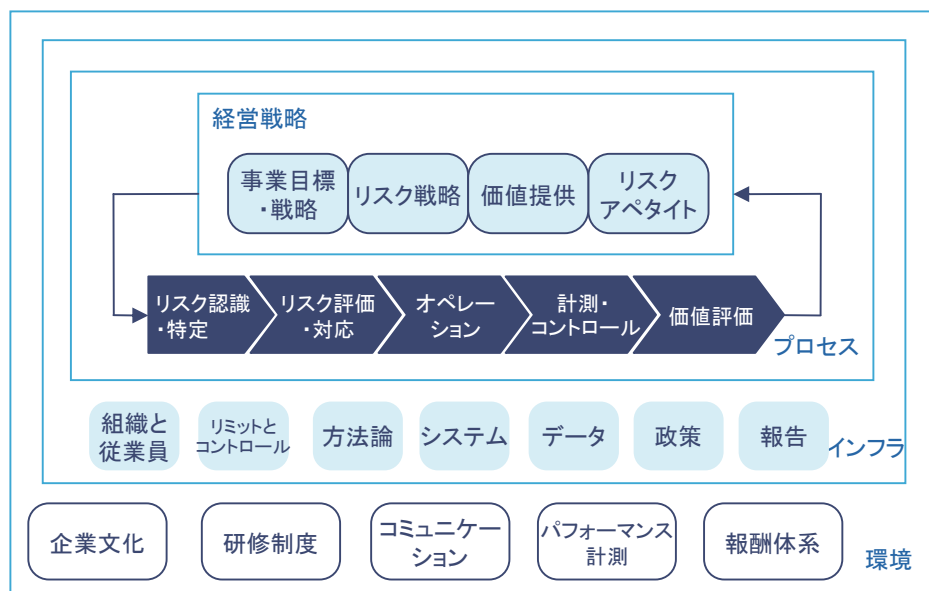 経営戦略
事業目標
・戦略
リスク戦略
価値提供
リスク
アペタイト
リスク認識
・特定
リスク評価
・対応
オペレー
ション
計測・
コントロール
価値評価
プロセス
組織と
従業員
リミットと
コントロール
方法論
システム
データ
政策
報告
インフラ
企業文化
研修制度
コミュニケー
ション
パフォーマンス
計測
報酬体系
環境